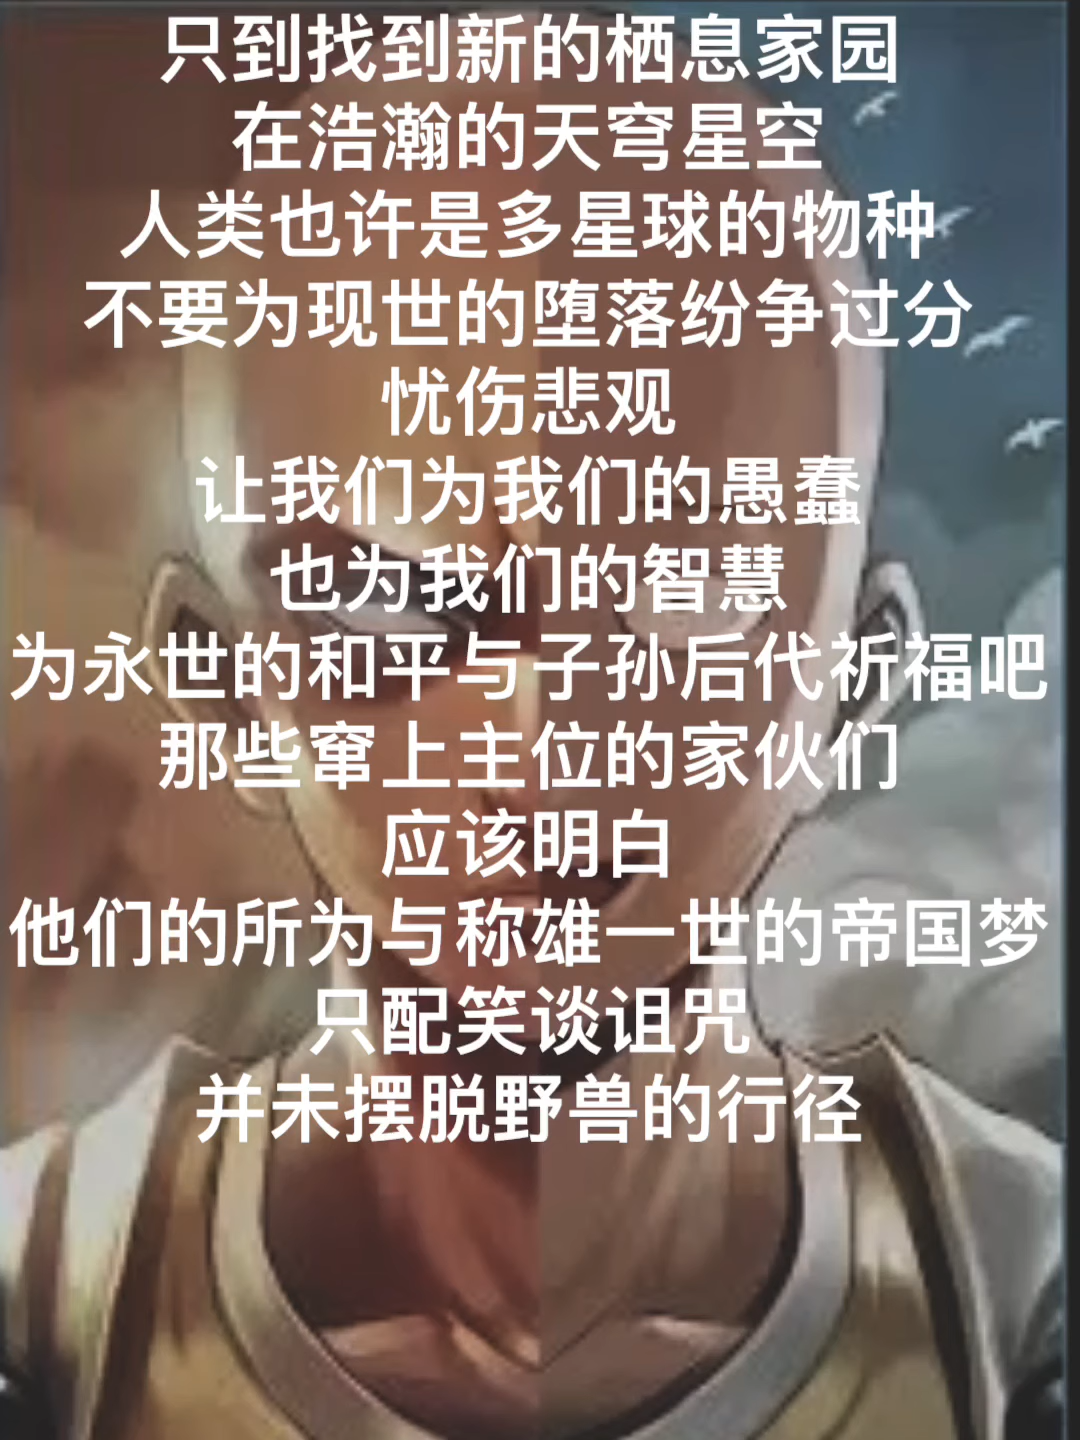 只到找到新的栖息家园
在浩瀚的天穹星空
人类也许是多星球的物种
不要为现世的堕落纷争过分
忧伤悲观
让我们为我们的愚蠢
也为我们的智慧
为永世的和平与子孙后代祈福吧
那些窜上主位的家伙们
应该明白
他们的所为与称雄一世的帝国梦
只配笑谈诅咒
并未摆脱野兽的行径